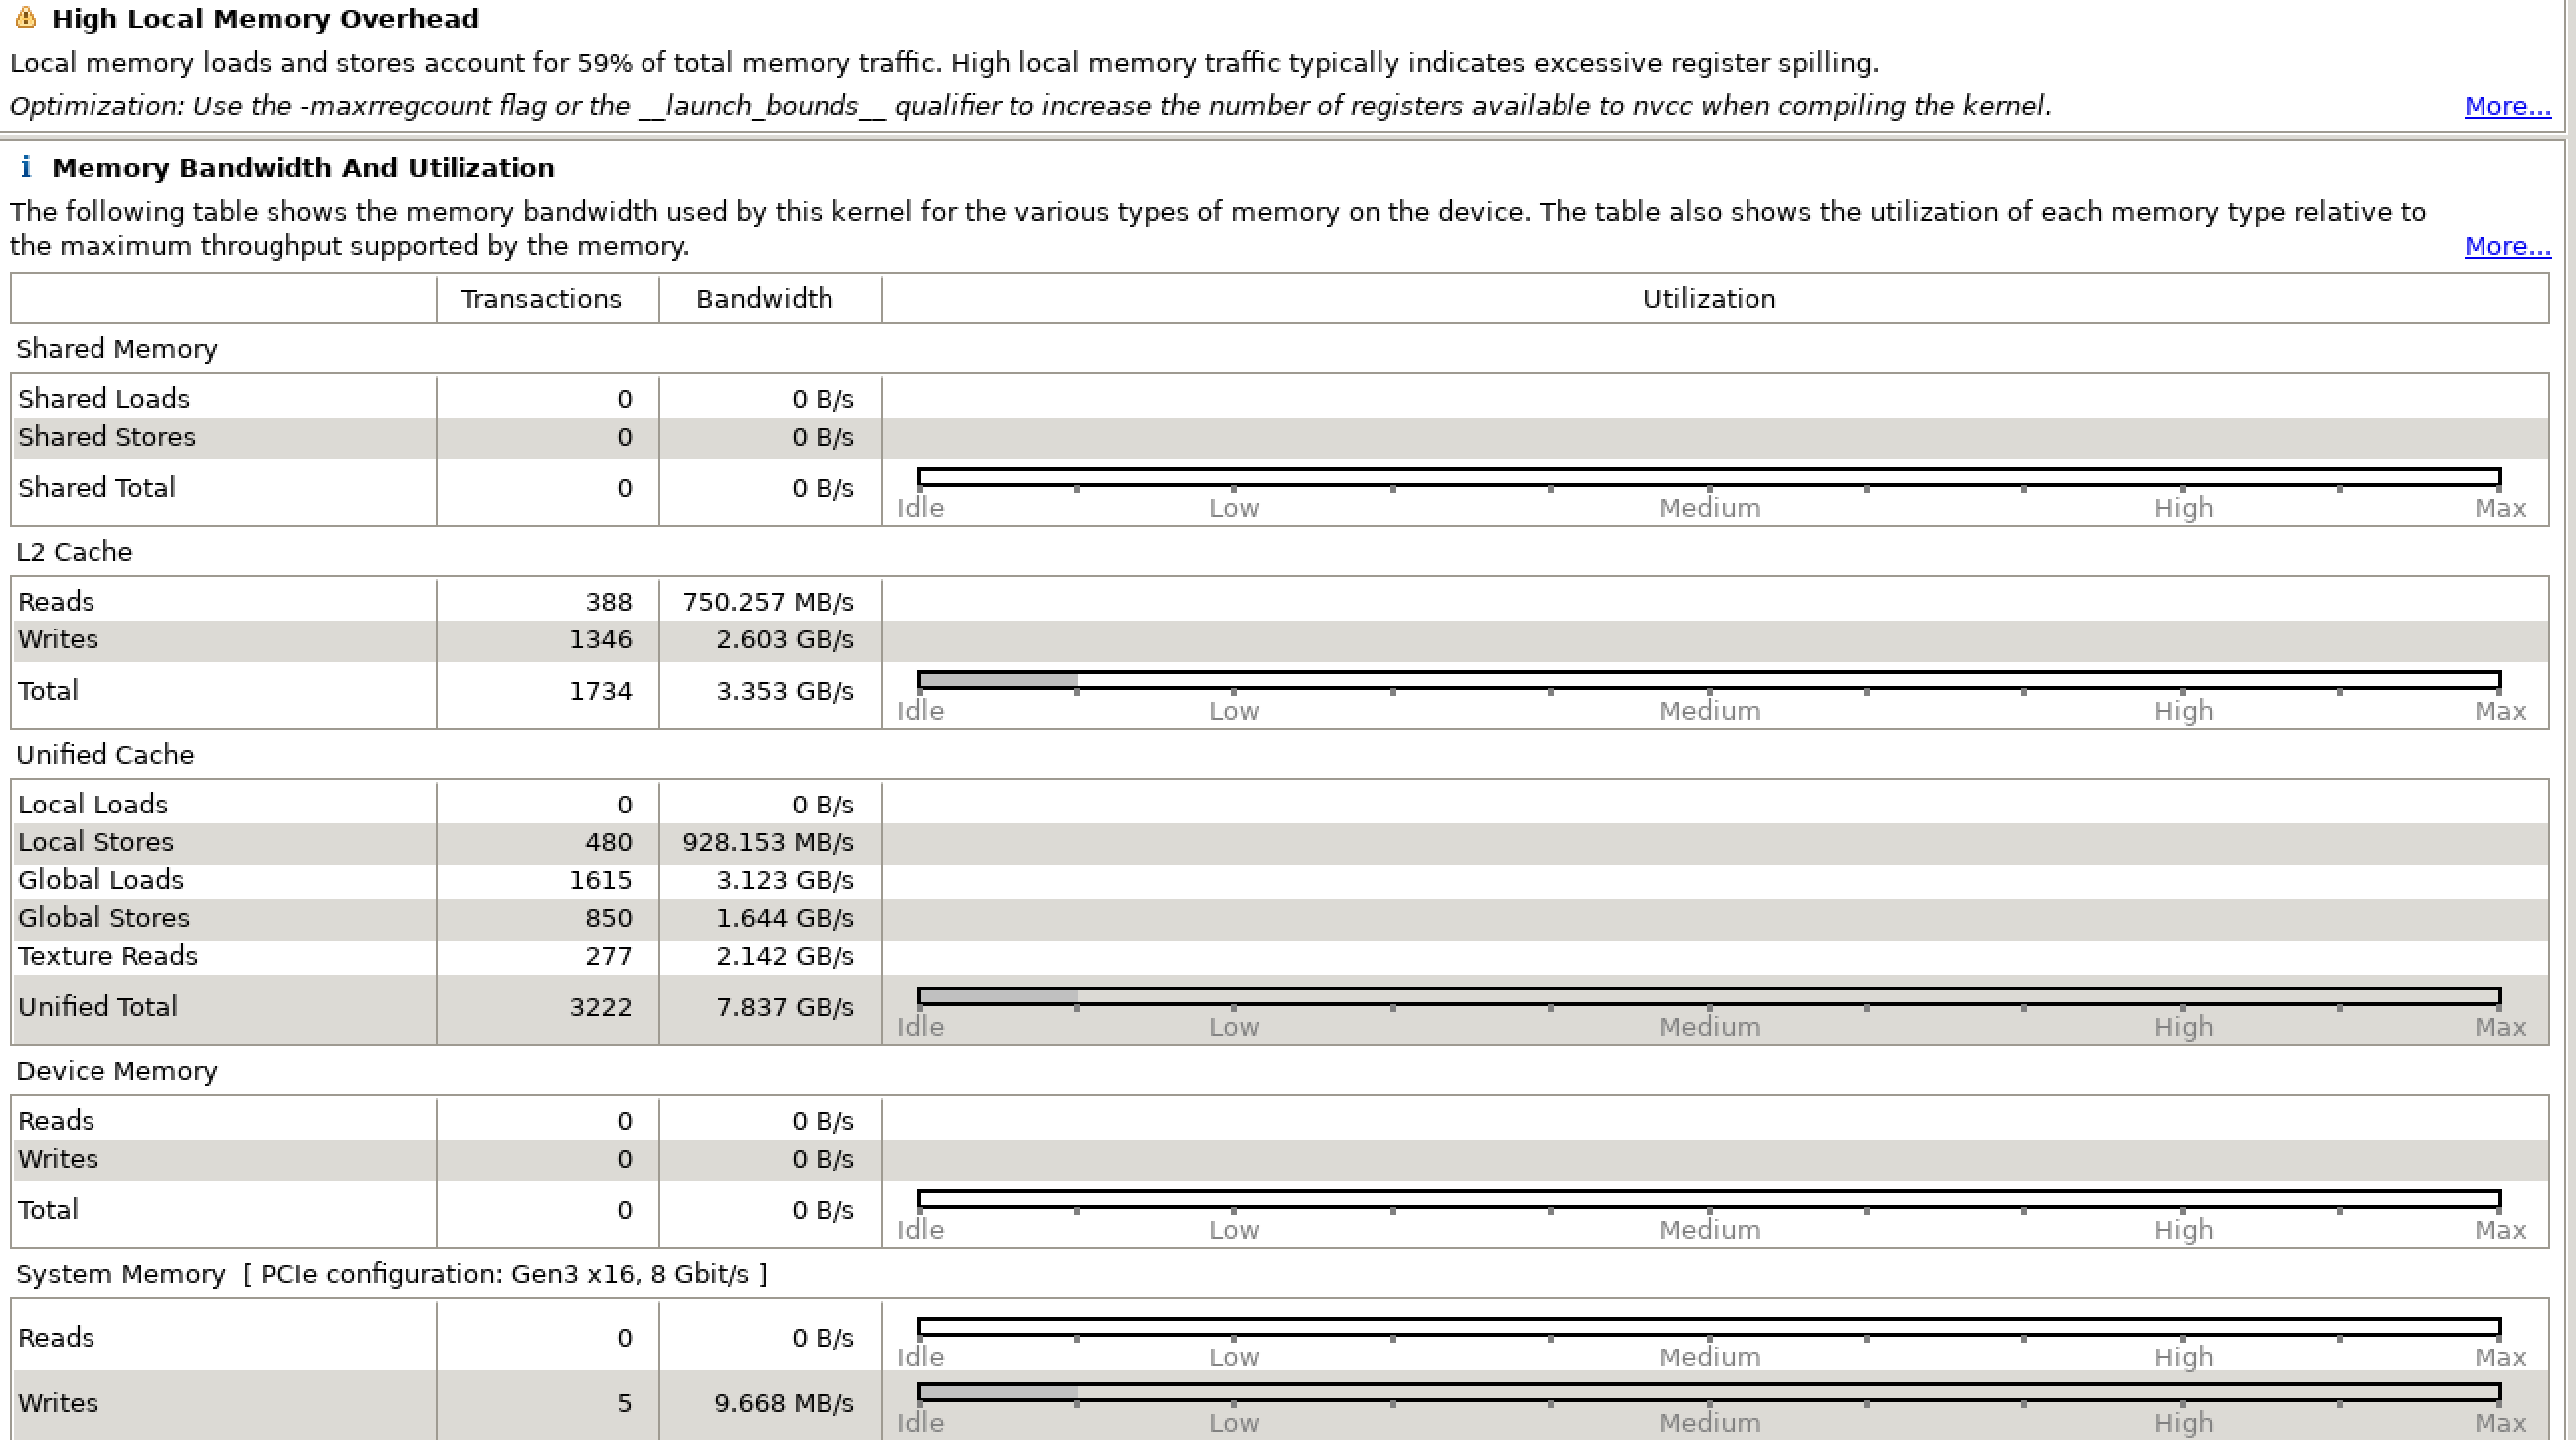 High Local Memory Overhead
Local memory loads and stores account for 59% of total memory traffic. High local memory traffic typically indicates excessive register spilling.
Optimization: Use the -maxrregcount flag or the __launch_bounds__ qualifier to increase the number of registers available to nvcc when compiling the kernel. More...
i Memory Bandwidth And Utilization
The following table shows the memory bandwidth used by this kernel for the various types of memory on the device. The table also shows the utilization of each memory type relative to
the maximum throughput supported by the memory. More...
Transactions Bandwidth Utilization
Shared Memory
Shared Loads 0 0 B/s
Shared Stores 0 0 B/s
Shared Total 0 0 B/s
Idle Low Medium High Max
L2 Cache
Reads 388 750.257 MB/s
Writes 1346 2.603 GB/s
Total 1734 3.353 GB/s
Idle Low Medium High Max
Unified Cache
Local Loads 0 0 B/s
Local Stores 480 928.153 MB/s
Global Loads 1615 3.123 GB/s
Global Stores 850 1.644 GB/s
Texture Reads 277 2.142 GB/s
Unified Total 3222 7.837 GB/s
Idle Low Medium High Max
Device Memory
Reads 0 0 B/s
Writes 0 0 B/s
Total 0 0 B/s
Idle Low Medium High Max
System Memory [ PCIe configuration: Gen3 x16, 8 Gbit/s ]
Reads 0 0 B/s
Idle Low Medium High Max
Writes 5 9.668 MB/s
Idle Low Medium High Max